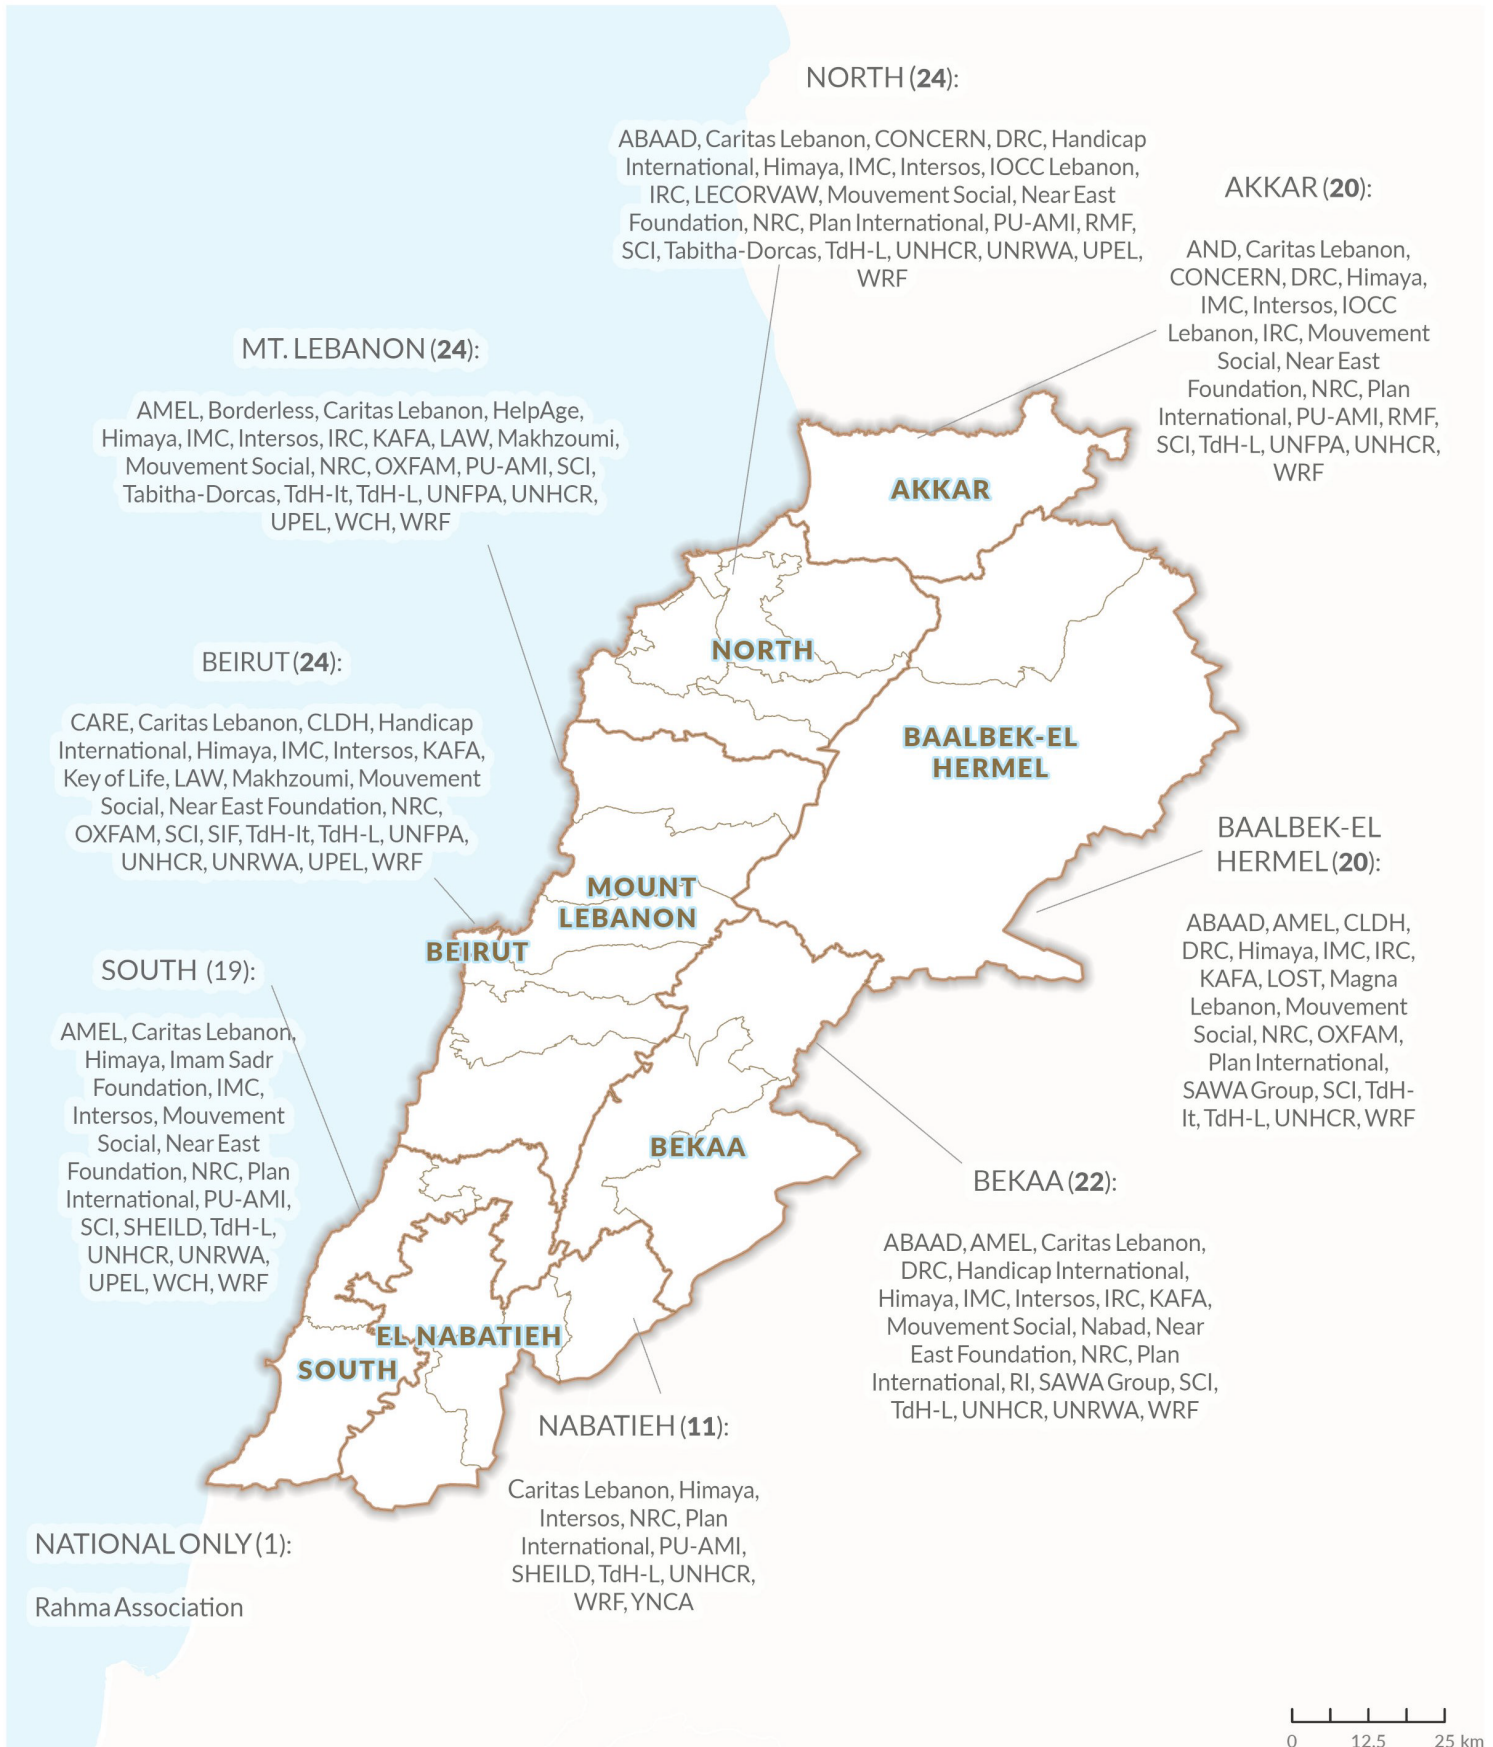 NORTH (24):
ABAAD, Caritas Lebanon, CONCERN, DRC, Handicap
International, Himaya, IMC, Intersos, IOCC Lebanon,
IRC, LECORVAW, Mouvement Social, Near East
Foundation, NRC, Plan International, PU-AMI, RMF,
SCI, Tabitha-Dorcas, TdH-L, UNHCR, UNRWA, UPEL,
WRF
AKKAR (20):
AND, Caritas Lebanon,
CONCERN, DRC, Himaya,
IMC, Intersos, IOCC
Lebanon, IRC, Mouvement
Social, Near East
Foundation, NRC, Plan
International, PU-AMI, RMF,
SCI, TdH-L, UNFPA, UNHCR,
WRF
MT. LEBANON (24):
AMEL, Borderless, Caritas Lebanon, HelpAge,
Himaya, IMC, Intersos, IRC, KAFA, LAW, Makhzoumi,
Mouvement Social, NRC, OXFAM, PU-AMI, SCI,
Tabitha-Dorcas, TdH-It, TdH-L, UNFPA, UNHCR,
UPEL, WCH, WRF
AKKAR
NORTH
BEIRUT (24):
CARE, Caritas Lebanon, CLDH, Handicap
International, Himaya, IMC, Intersos, KAFA,
Key of Life, LAW, Makhzoumi, Mouvement
Social, Near East Foundation, NRC,
OXFAM, SCI, SIF, TdH-It, TdH-L, UNFPA,
UNHCR, UNRWA, UPEL, WRF
BAALBEK-EL
HERMEL
BAALBEK-EL
HERMEL (20):
ABAAD, AMEL, CLDH,
DRC, Himaya, IMC, IRC,
KAFA, LOST, Magna
Lebanon, Mouvement
Social, NRC, OXFAM,
Plan International,
SAWA Group, SCI, TdH-
It, TdH-L, UNHCR, WRF
MOUNT
LEBANON
BEIRUT
SOUTH (19):
AMEL, Caritas Lebanon,
Himaya, Imam Sadr
Foundation, IMC,
Intersos, Mouvement
Social, Near East
Foundation, NRC, Plan
International, PU-AMI,
SCI, SHEILD, TdH-L,
UNHCR, UNRWA,
UPEL, WCH, WRF
BEKAA
BEKAA (22):
ABAAD, AMEL, Caritas Lebanon,
DRC, Handicap International,
Himaya, IMC, Intersos, IRC, KAFA,
Mouvement Social, Nabad, Near
East Foundation, NRC, Plan
International, RI, SAWA Group, SCI,
TdH-L, UNHCR, UNRWA, WRF
EL NABATIEH
SOUTH
NABATIEH (11):
Caritas Lebanon, Himaya,
Intersos, NRC, Plan
International, PU-AMI,
SHEILD, TdH-L, UNHCR,
WRF, YNCA
NATIONAL ONLY (1):
Rahma Association
0 12.5 25 km